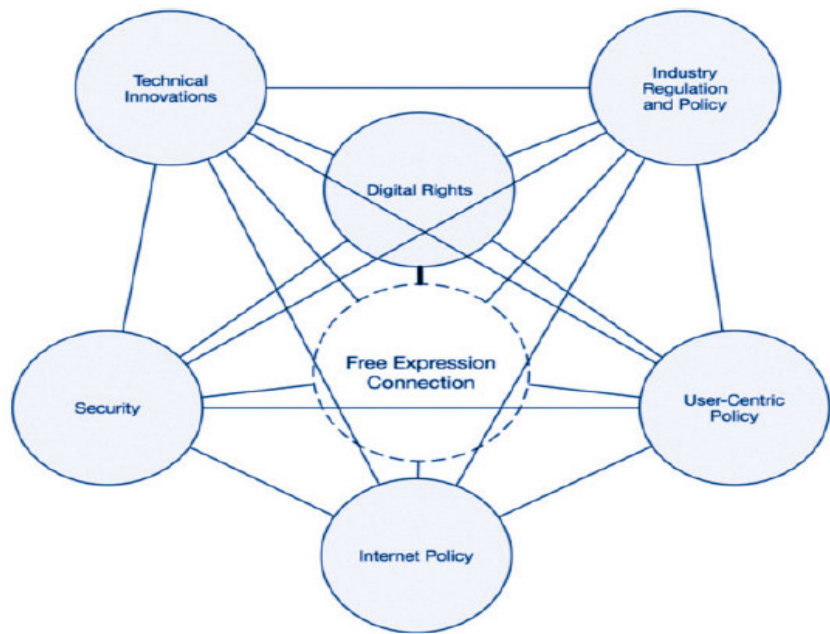 Technical
Innovations
Industry
Regulation
and Policy
Digital Rights
Free Expression
Connection
Security
User-Centric
Policy
Internet Policy